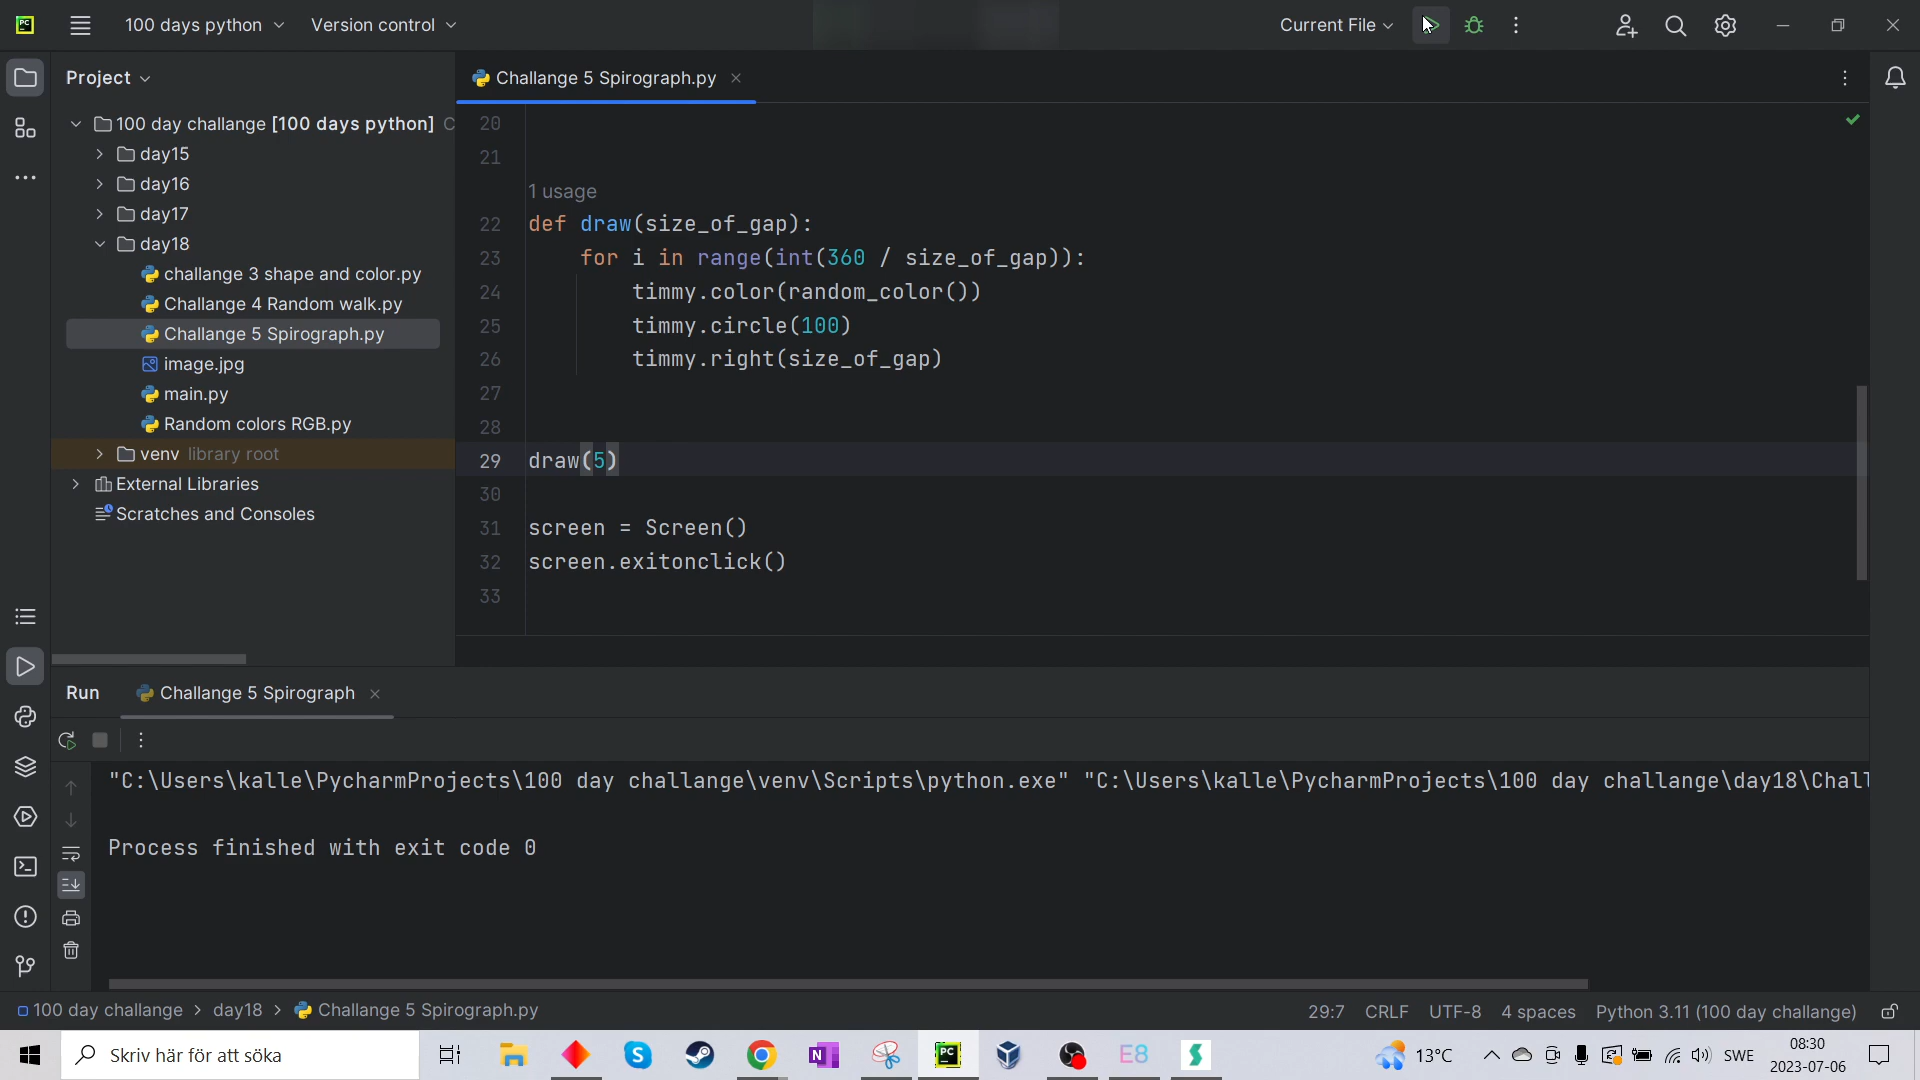 PC 100 days python Version control Current File
Project
Challange 5 Spirograph.py
100 day challange [100 days python] C
day15
day16
day17
day18
challange 3 shape and color.py
Challange 4 Random walk.py
Challange 5 Spirograph.py
image.jpg
main.py
Random colors RGB.py
venv library root
External Libraries
Scratches and Consoles
20
21
1 usage
22 def draw(size_of_gap):
23 for i in range(int(360 / size_of_gap)):
24 timmy.color(random_color())
25 timmy.circle(100)
26 timmy.right(size_of_gap)
27
28
29 draw(5)
30
31 screen = Screen()
32 screen.exitonclick()
33
Run Challange 5 Spirograph
"C:\Users\kalle\PycharmProjects\100 day challange\venv\Scripts\python.exe" "C:\Users\kalle\PycharmProjects\100 day challange\day18\Chall
Process finished with exit code 0
100 day challange > day18 > Challange 5 Spirograph.py 29:7 CRLF UTF-8 4 spaces Python 3.11 (100 day challange)
Skriv här för att söka N PC E8 13°C SWE 08:30
2023-07-06